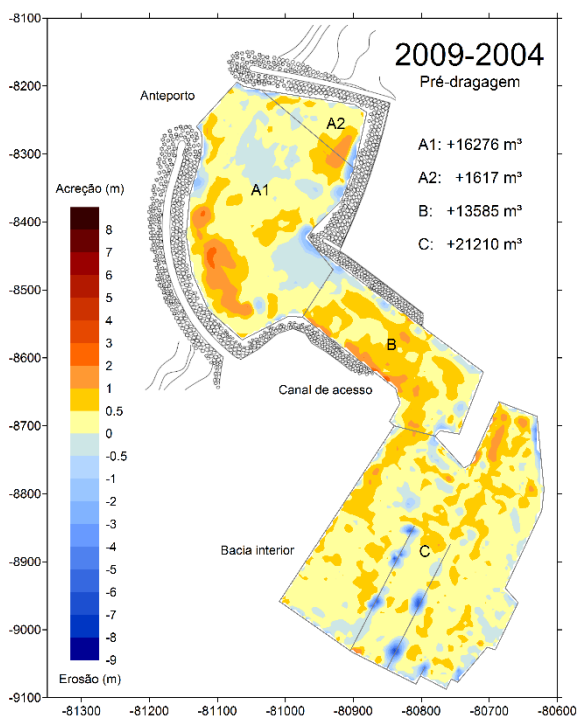 2009-2004
Pré-dragagem
A1: +16276 m³
A2: +1617 m³
B: +13585 m³
C: +21210 m³
Anteporto
A2
A1
B
Canal de acesso
Bacia interior
C
Acreção (m)
8
7
6
5
4
3
2
1
0.5
0
-0.5
-1
-2
-3
-4
-5
-6
-7
-8
-9
Erosão (m)
-8100
-8200
-8300
-8400
-8500
-8600
-8700
-8800
-8900
-9000
-9100
-81300 -81200 -81100 -81000 -80900 -80800 -80700 -80600